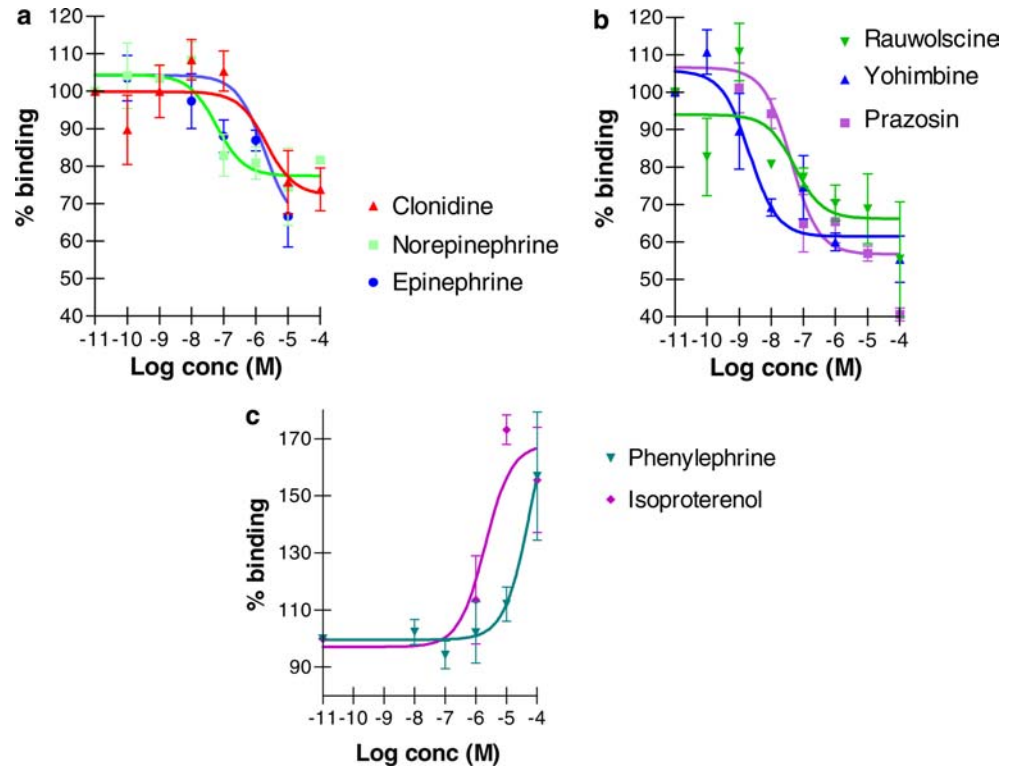 a
120
110
100
90
80
70
60
50
40
% binding
-11 -10 -9 -8 -7 -6 -5 -4
Log conc (M)
Clonidine
Norepinephrine
Epinephrine
b
120
110
100
90
80
70
60
50
40
% binding
-11 -10 -9 -8 -7 -6 -5 -4
Log conc (M)
Rauwolscine
Yohimbine
Prazosin
c
170
150
130
110
90
% binding
-11 -10 -9 -8 -7 -6 -5 -4
Log conc (M)
Phenylephrine
Isoproterenol